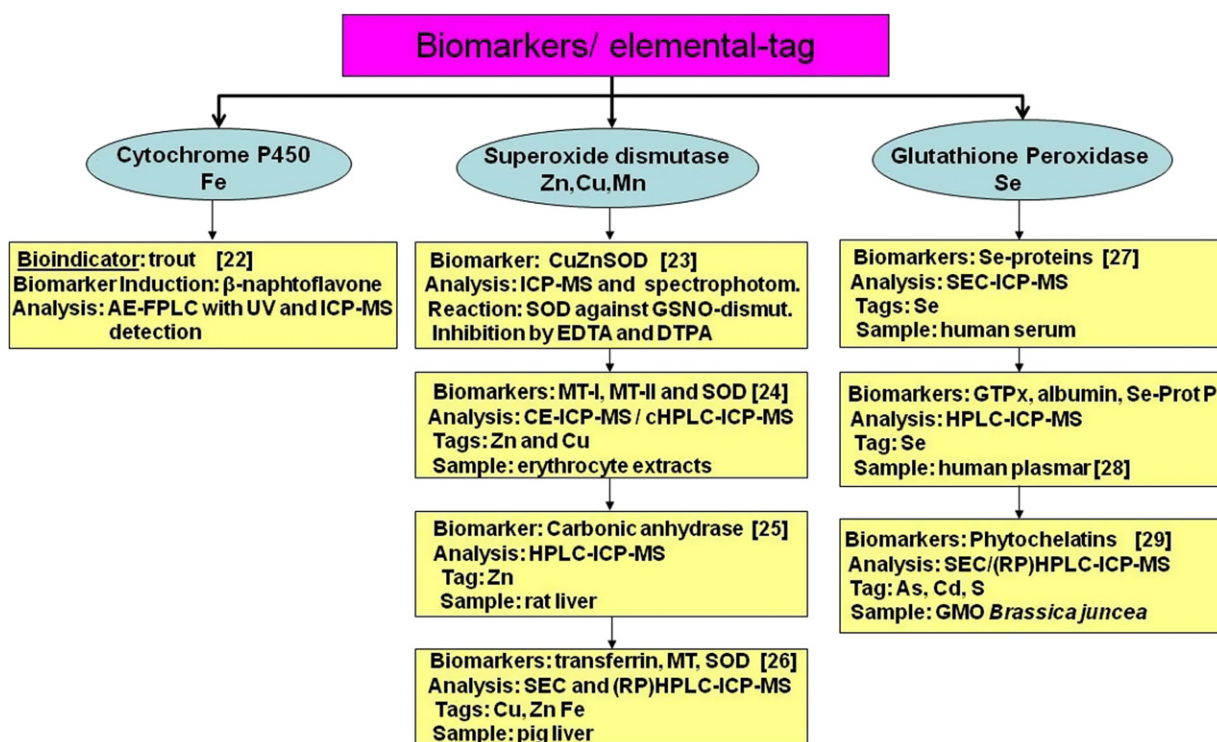 Biomarkers/ elemental-tag
Cytochrome P450
Fe
Bioindicator: trout [22]
Biomarker Induction: β-naphtoflavone
Analysis: AE-FPLC with UV and ICP-MS
detection
Superoxide dismutase
Zn,Cu,Mn
Biomarker: CuZnSOD [23]
Analysis: ICP-MS and spectrophotom.
Reaction: SOD against GSNO-dismut.
Inhibition by EDTA and DTPA
Biomarkers: MT-I, MT-II and SOD [24]
Analysis: CE-ICP-MS / cHPLC-ICP-MS
Tags: Zn and Cu
Sample: erythrocyte extracts
Biomarker: Carbonic anhydrase [25]
Analysis: HPLC-ICP-MS
Tag: Zn
Sample: rat liver
Biomarkers: transferrin, MT, SOD [26]
Analysis: SEC and (RP)HPLC-ICP-MS
Tags: Cu, Zn Fe
Sample: pig liver
Glutathione Peroxidase
Se
Biomarkers: Se-proteins [27]
Analysis: SEC-ICP-MS
Tags: Se
Sample: human serum
Biomarkers: GTPx, albumin, Se-Prot P
Analysis: HPLC-ICP-MS
Tag: Se
Sample: human plasmar [28]
Biomarkers: Phytochelatins [29]
Analysis: SEC/(RP)HPLC-ICP-MS
Tag: As, Cd, S
Sample: GMO Brassica juncea